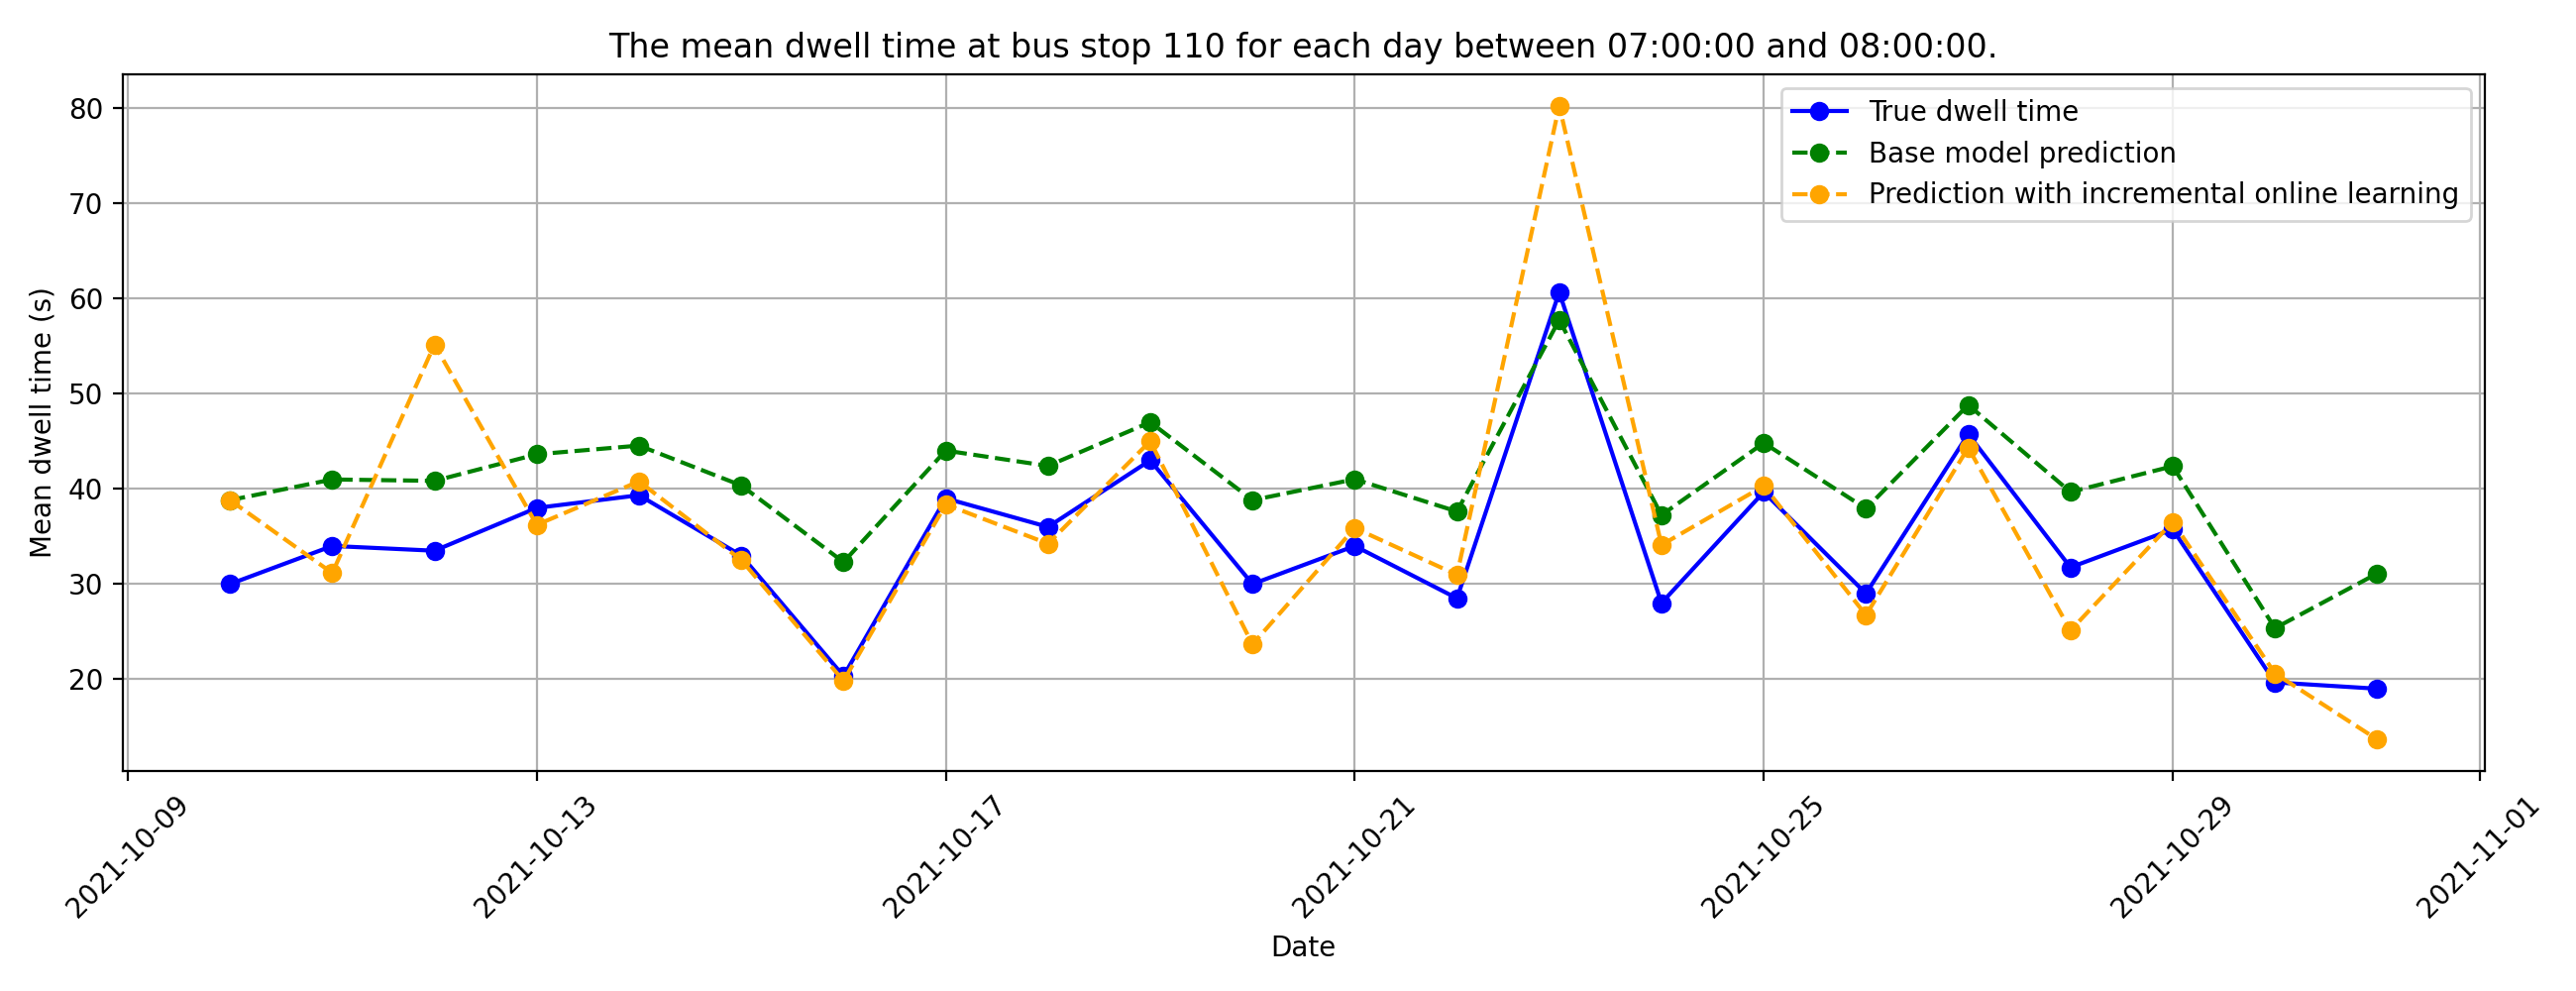 The mean dwell time at bus stop 110 for each day between 07:00:00 and 08:00:00.
True dwell time
Base model prediction
Prediction with incremental online learning
Mean dwell time (s)
80
70
60
50
40
30
20
2021-10-09
2021-10-13
2021-10-17
2021-10-21
2021-10-25
2021-10-29
2021-11-01
Date